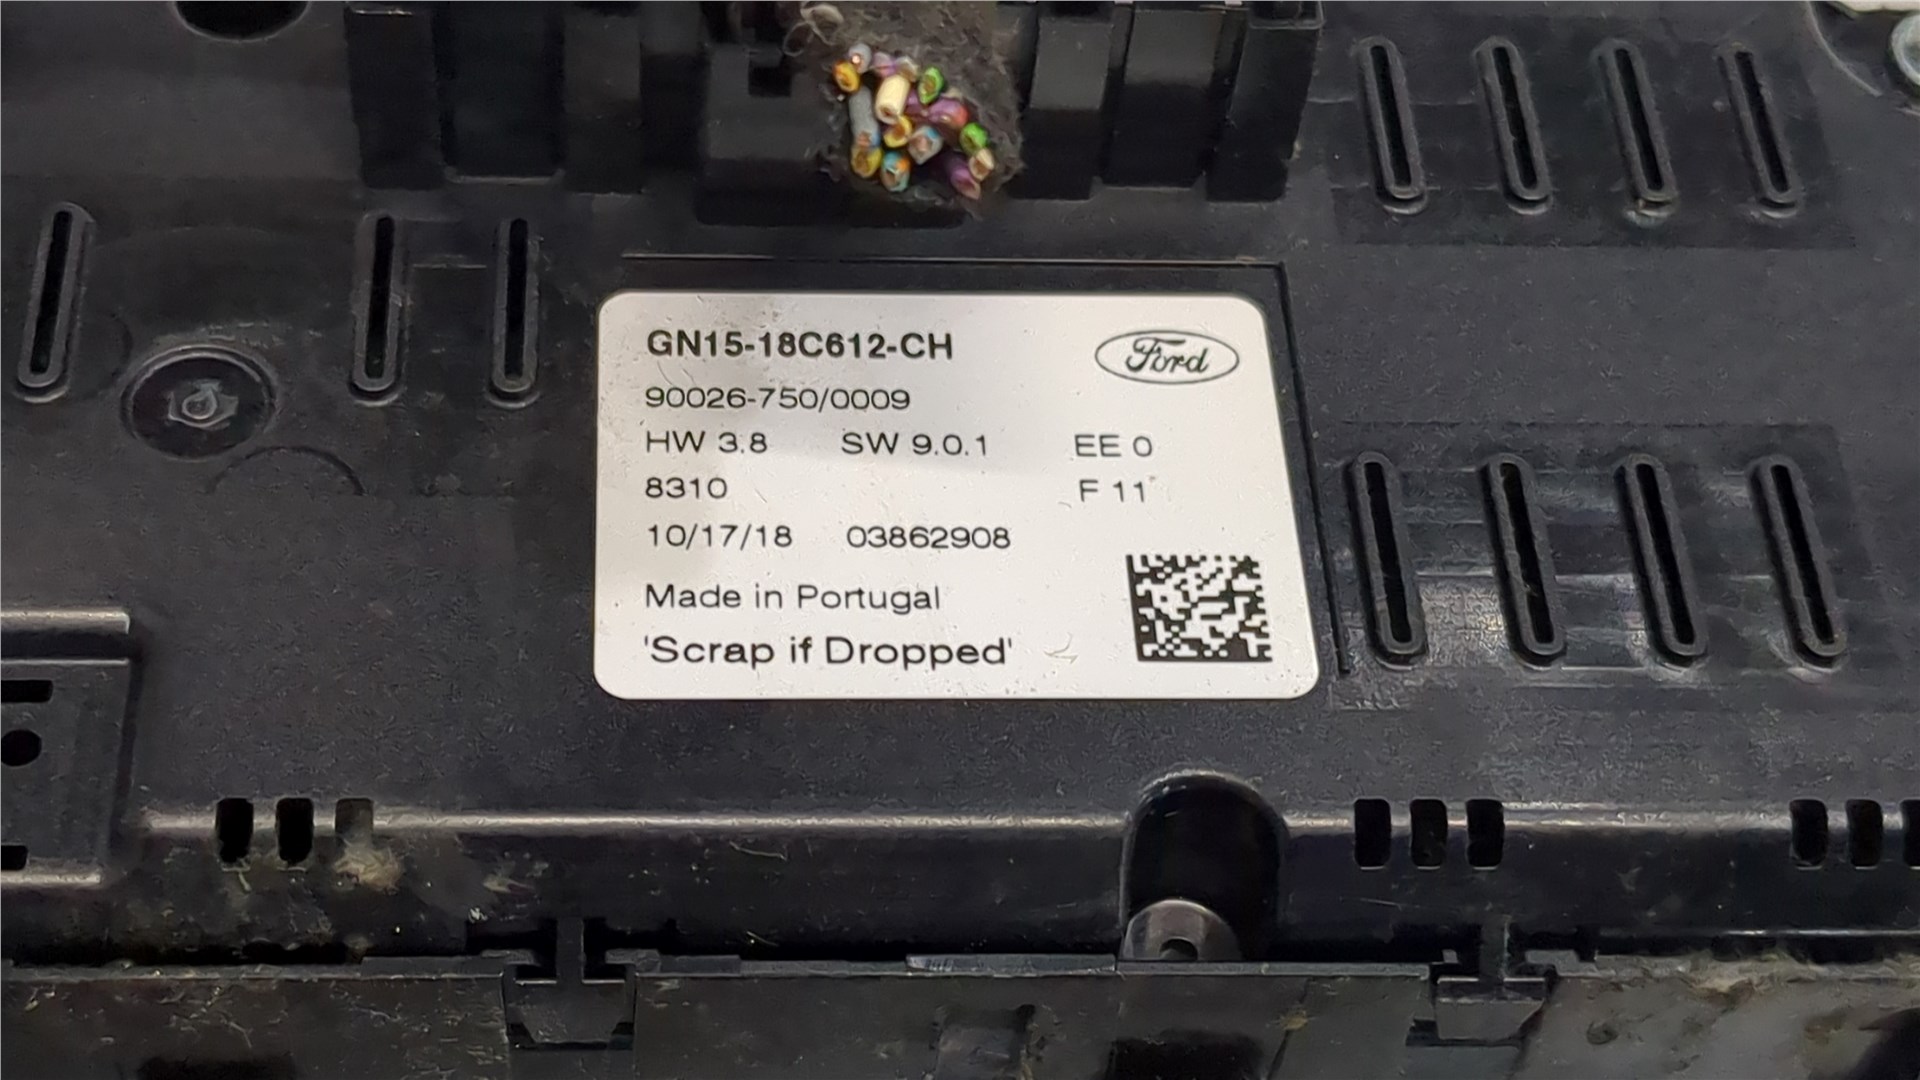 GN15-18C612-CH
Ford
90026-750/0009
HW 3.8 SW 9.0.1 EE 0
8310 F 11
10/17/18 03862908
Made in Portugal
'Scrap if Dropped'